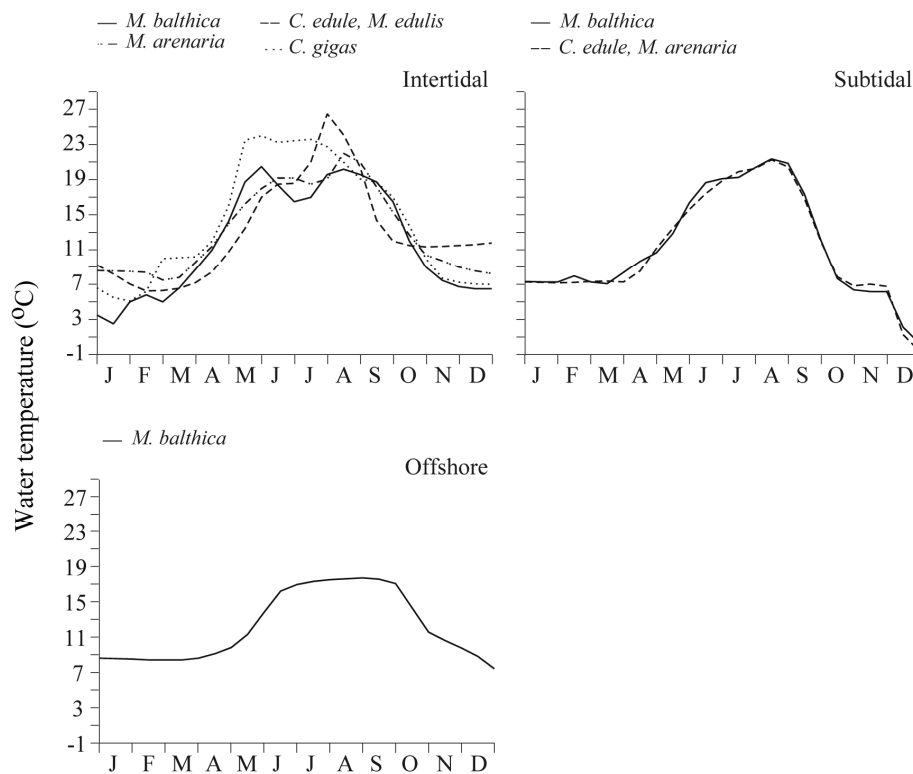 M. balthica
C. edule, M. edulis
M. arenaria
C. gigas
Intertidal
27
23
19
15
11
7
3
-1
J F M A M J J A S O N D
M. balthica
C. edule, M. arenaria
Subtidal
J F M A M J J A S O N D
Water temperature (ºC)
M. balthica
Offshore
27
23
19
15
11
7
3
-1
J F M A M J J A S O N D